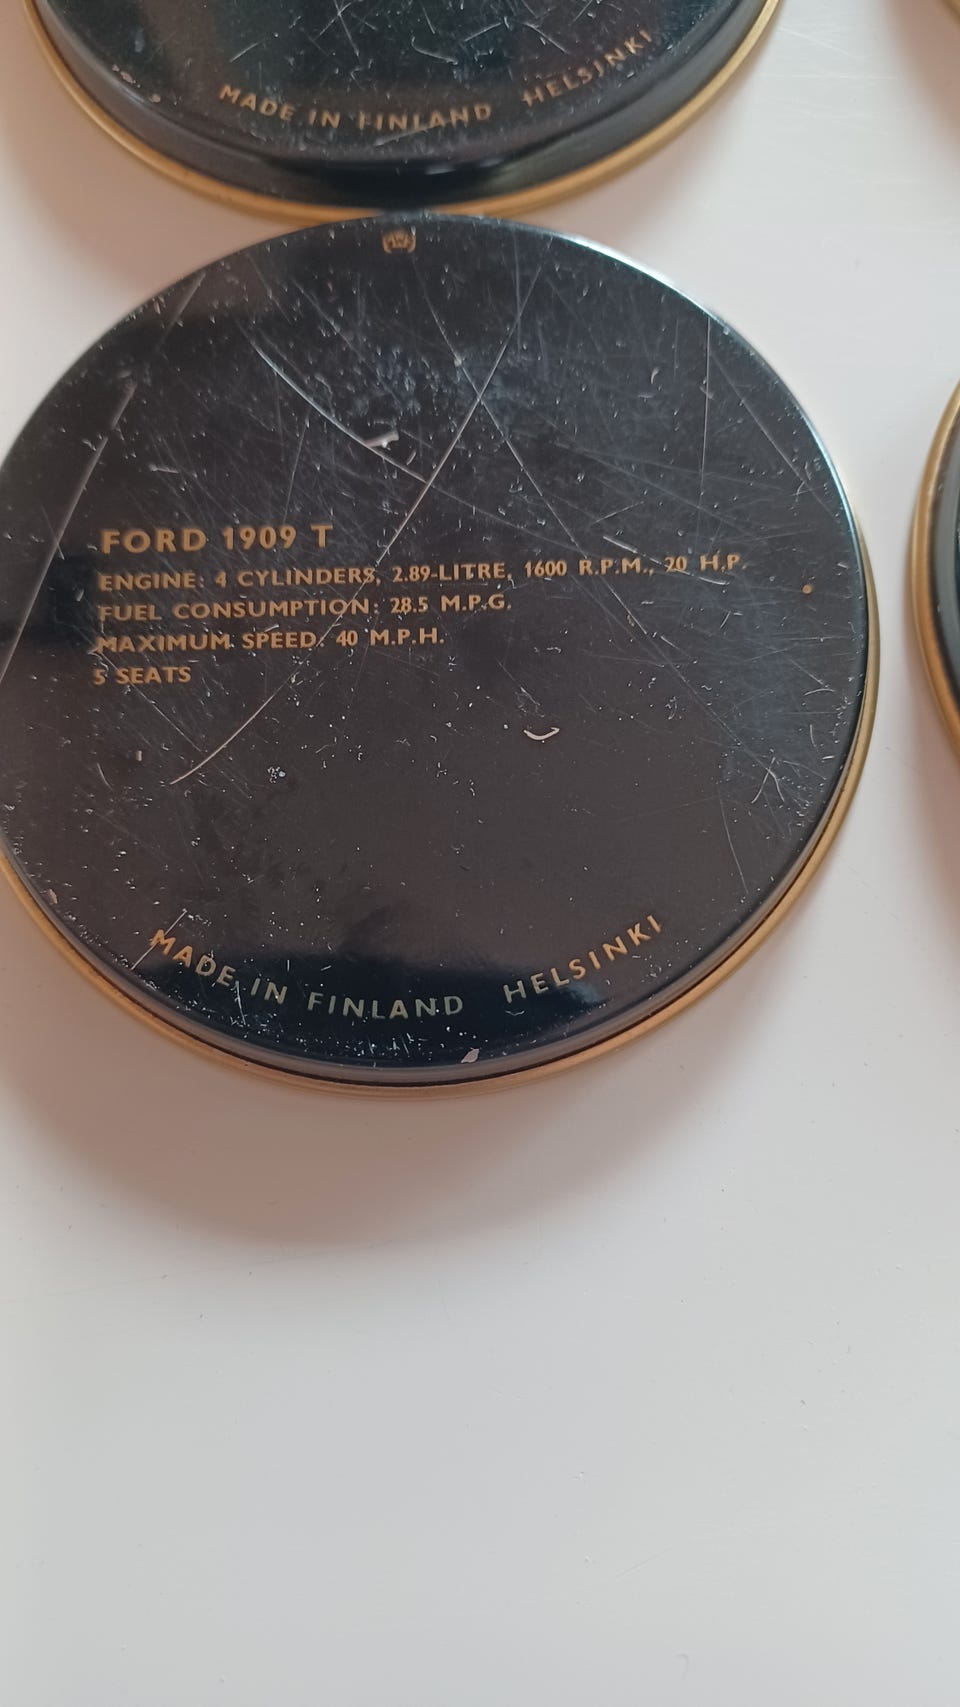 MADE IN FINLAND HELSINKI
FORD 1909 T
ENGINE: 4 CYLINDERS, 2.89-LITRE, 1600 R.P.M., 20 H.P.
FUEL CONSUMPTION: 28.5 M.P.G.
MAXIMUM SPEED: 40 M.P.H.
5 SEATS
MADE IN FINLAND HELSINKI